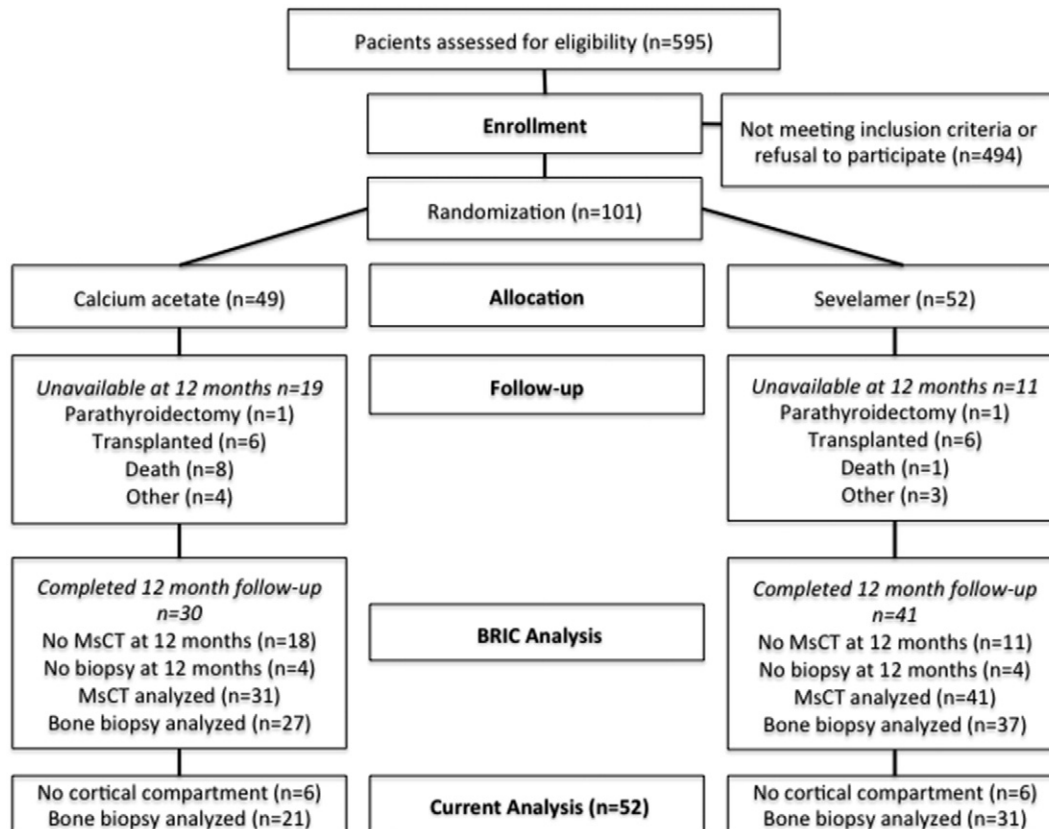 Pacients assessed for eligibility (n=595)
Enrollment
Not meeting inclusion criteria or
refusal to participate (n=494)
Randomization (n=101)
Calcium acetate (n=49)
Allocation
Sevelamer (n=52)
Unavailable at 12 months n=19
Parathyroidectomy (n=1)
Transplanted (n=6)
Death (n=8)
Other (n=4)
Follow-up
Unavailable at 12 months n=11
Parathyroidectomy (n=1)
Transplanted (n=6)
Death (n=1)
Other (n=3)
Completed 12 month follow-up
n=30
No MsCT at 12 months (n=18)
No biopsy at 12 months (n=4)
MsCT analyzed (n=31)
Bone biopsy analyzed (n=27)
BRIC Analysis
Completed 12 month follow-up
n=41
No MsCT at 12 months (n=11)
No biopsy at 12 months (n=4)
MsCT analyzed (n=41)
Bone biopsy analyzed (n=37)
No cortical compartment (n=6)
Bone biopsy analyzed (n=21)
Current Analysis (n=52)
No cortical compartment (n=6)
Bone biopsy analyzed (n=31)